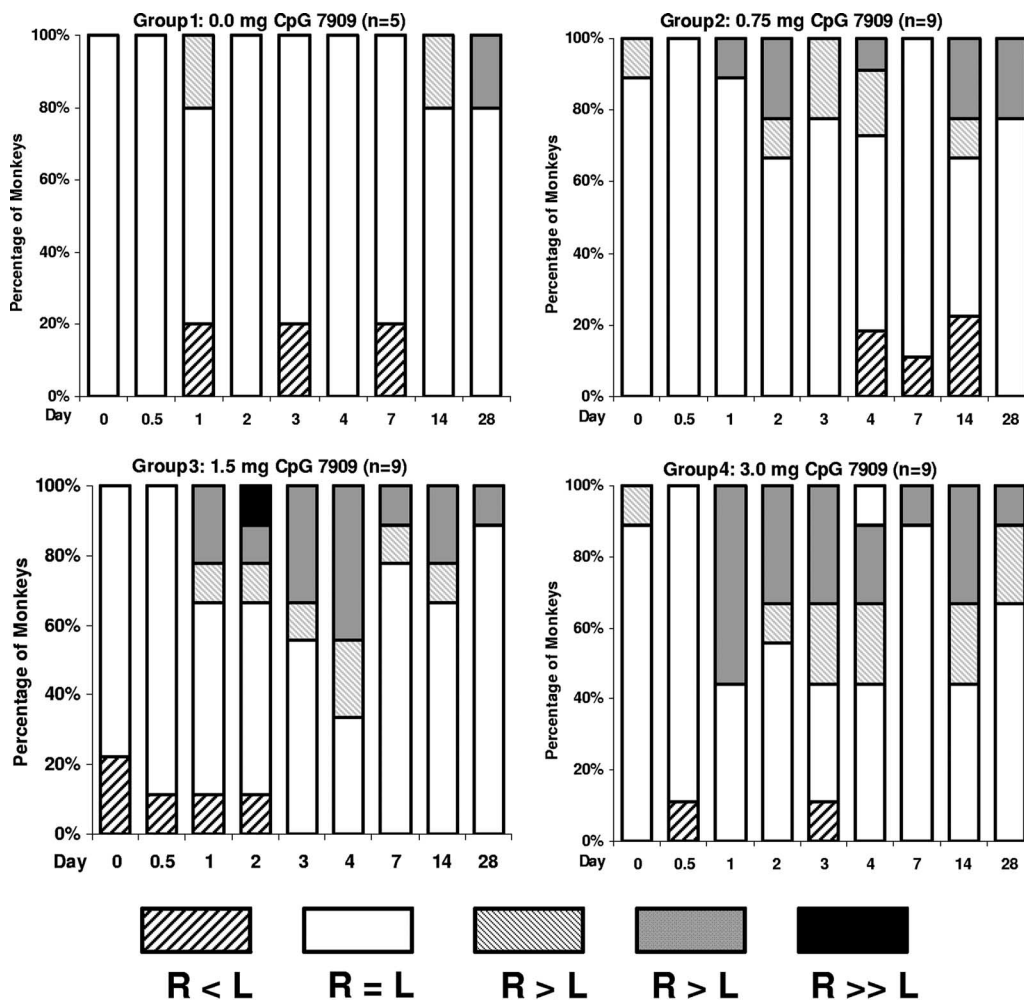 Group1: 0.0 mg CpG 7909 (n=5)
100%
80%
60%
40%
20%
0%
Percentage of Monkeys
Day 0 0.5 1 2 3 4 7 14 28
Group2: 0.75 mg CpG 7909 (n=9)
100%
80%
60%
40%
20%
0%
Percentage of Monkeys
Day 0 0.5 1 2 3 4 7 14 28
Group3: 1.5 mg CpG 7909 (n=9)
100%
80%
60%
40%
20%
0%
Percentage of Monkeys
Day 0 0.5 1 2 3 4 7 14 28
Group4: 3.0 mg CpG 7909 (n=9)
100%
80%
60%
40%
20%
0%
Percentage of Monkeys
Day 0 0.5 1 2 3 4 7 14 28
R < L R = L R > L R > L R >> L